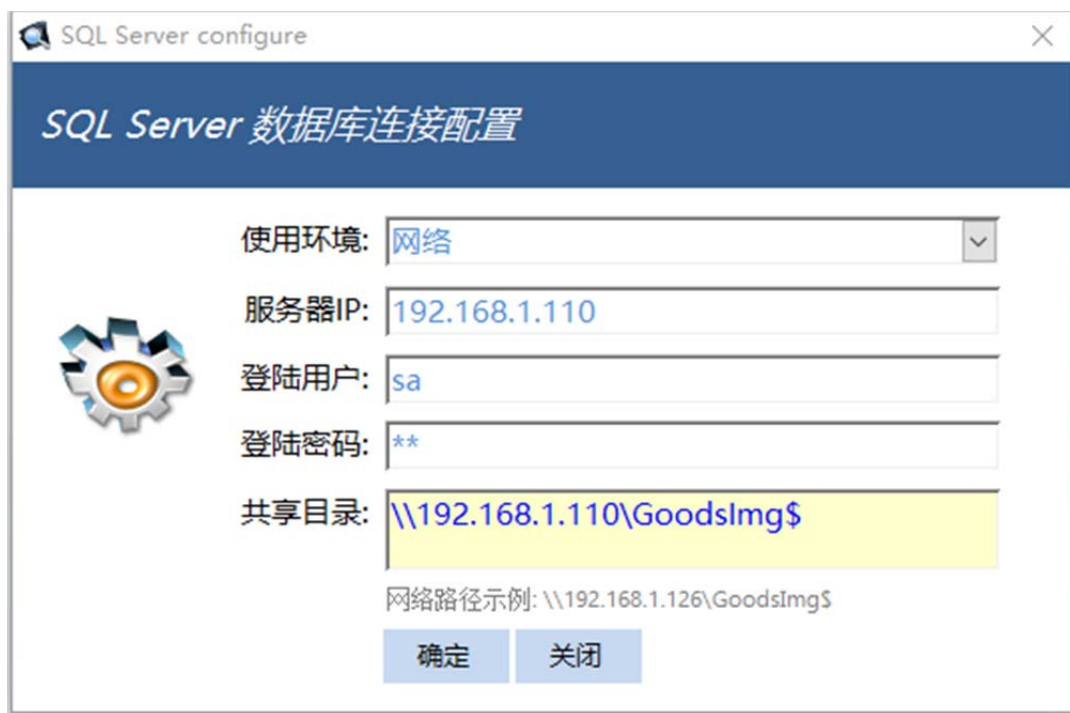 SQL Server configure
SQL Server 数据库连接配置
使用环境: 网络
服务器IP: 192.168.1.110
登陆用户: sa
登陆密码: **
共享目录: \\192.168.1.110\GoodsImg$
网络路径示例: \\192.168.1.126\GoodsImg$
确定 关闭